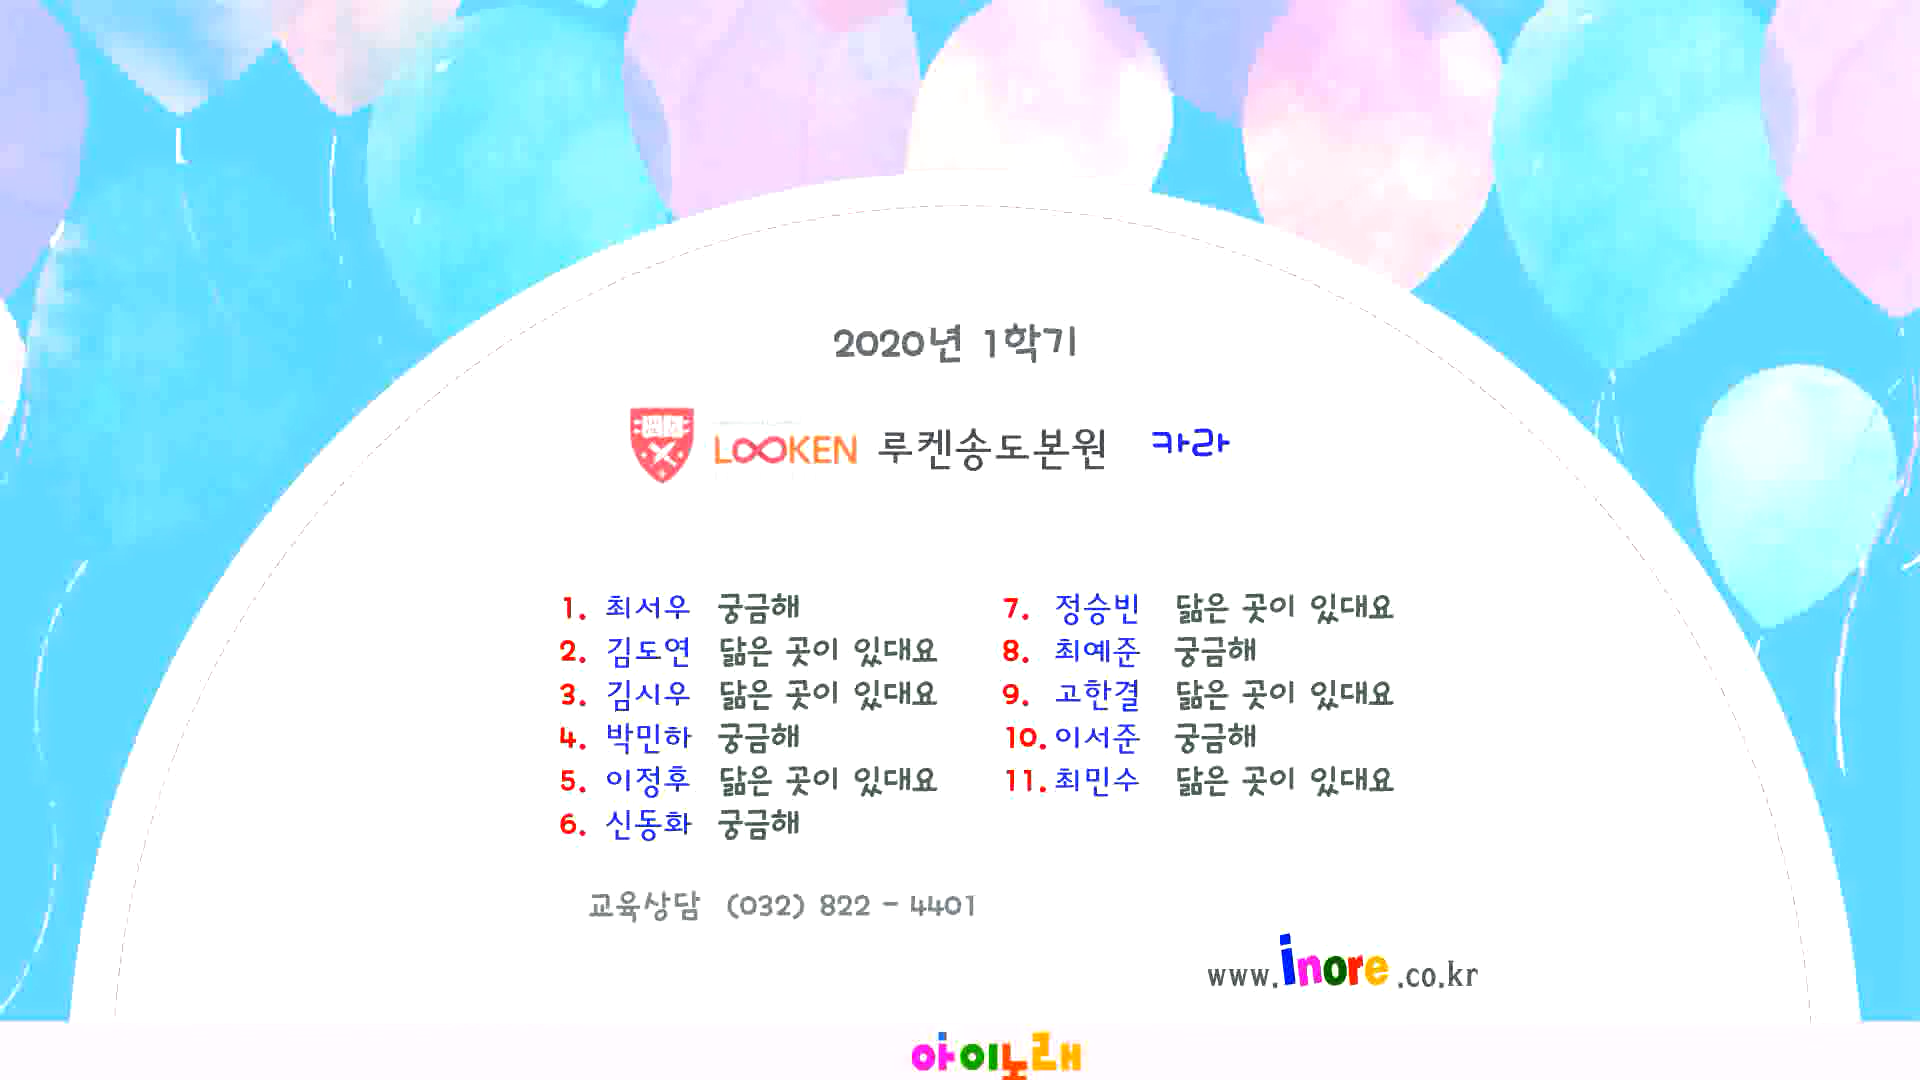 2020년 1학기
LOOKEN 루켄송도본원 카라
1. 최서우 궁금해
2. 김도연 닮은 곳이 있대요
3. 김시우 닮은 곳이 있대요
4. 박민하 궁금해
5. 이정후 닮은 곳이 있대요
6. 신동화 궁금해
7. 정승빈 닮은 곳이 있대요
8. 최예준 궁금해
9. 고한결 닮은 곳이 있대요
10. 이서준 궁금해
11. 최민수 닮은 곳이 있대요
교육상담 (032) 822 - 4401
www.inore.co.kr
아이노래